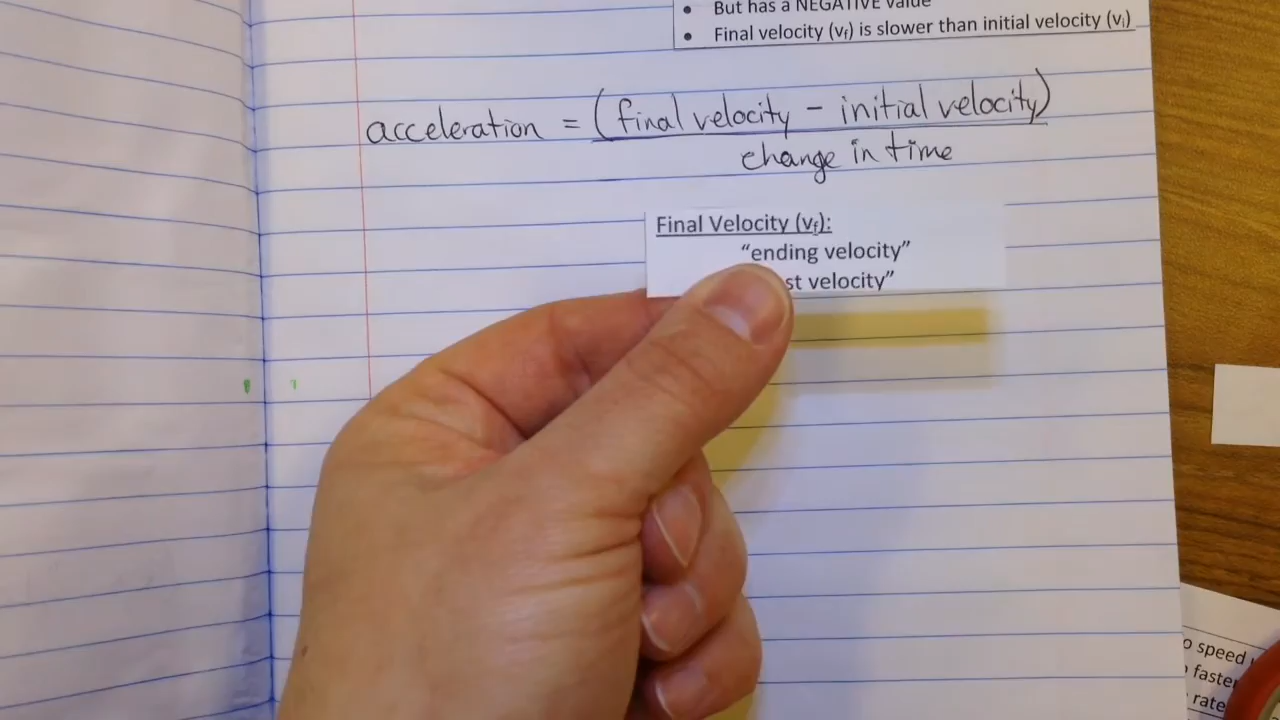 But has a NEGATIVE value
Final velocity (vf) is slower than initial velocity (vi)
acceleration = (final velocity - initial velocity)
change in time
Final Velocity (vf):
"ending velocity"
velocity"
speed
faster
rate